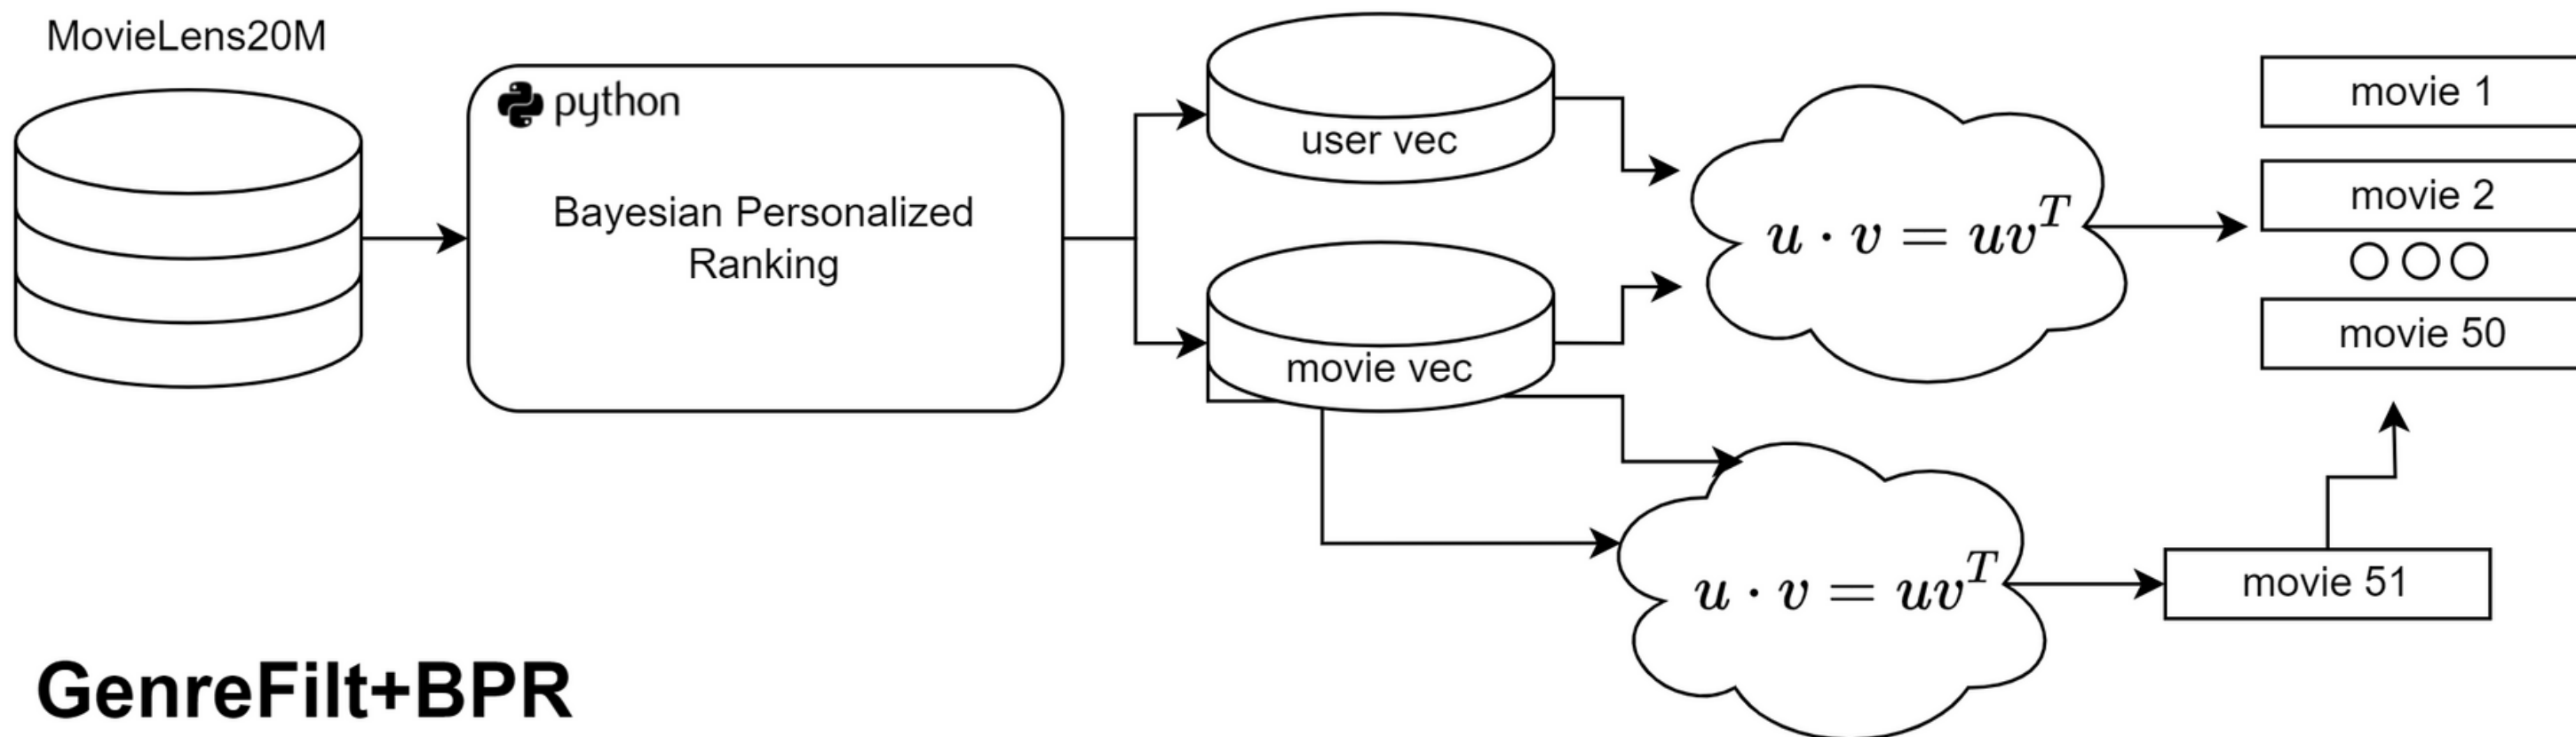 MovieLens20M
python
Bayesian Personalized
Ranking
user vec
movie vec
u · v = uv^T
movie 1
movie 2
movie 50
u · v = uv^T
movie 51
GenreFilt+BPR